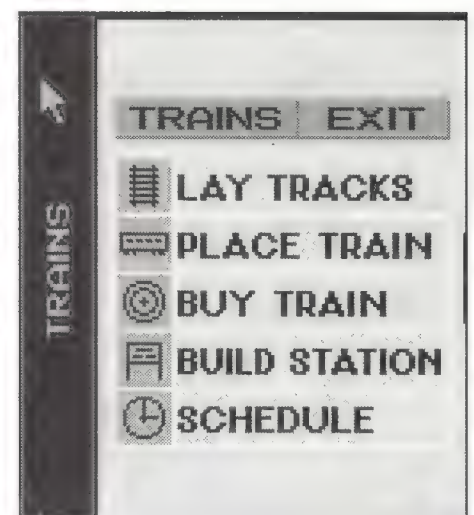 TRAINS
TRAINS EXIT
LAY TRACKS
PLACE TRAIN
BUY TRAIN
BUILD STATION
SCHEDULE